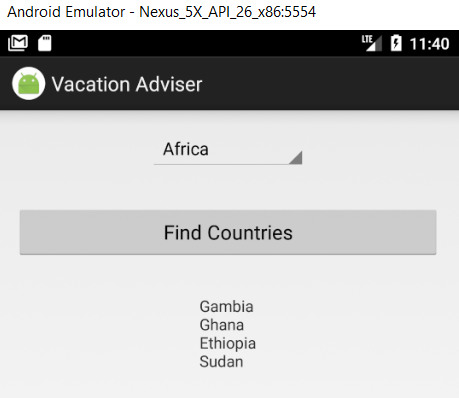 Android Emulator - Nexus_5X_API_26_x86:5554
LTE 11:40
Vacation Adviser
Africa
Find Countries
Gambia
Ghana
Ethiopia
Sudan